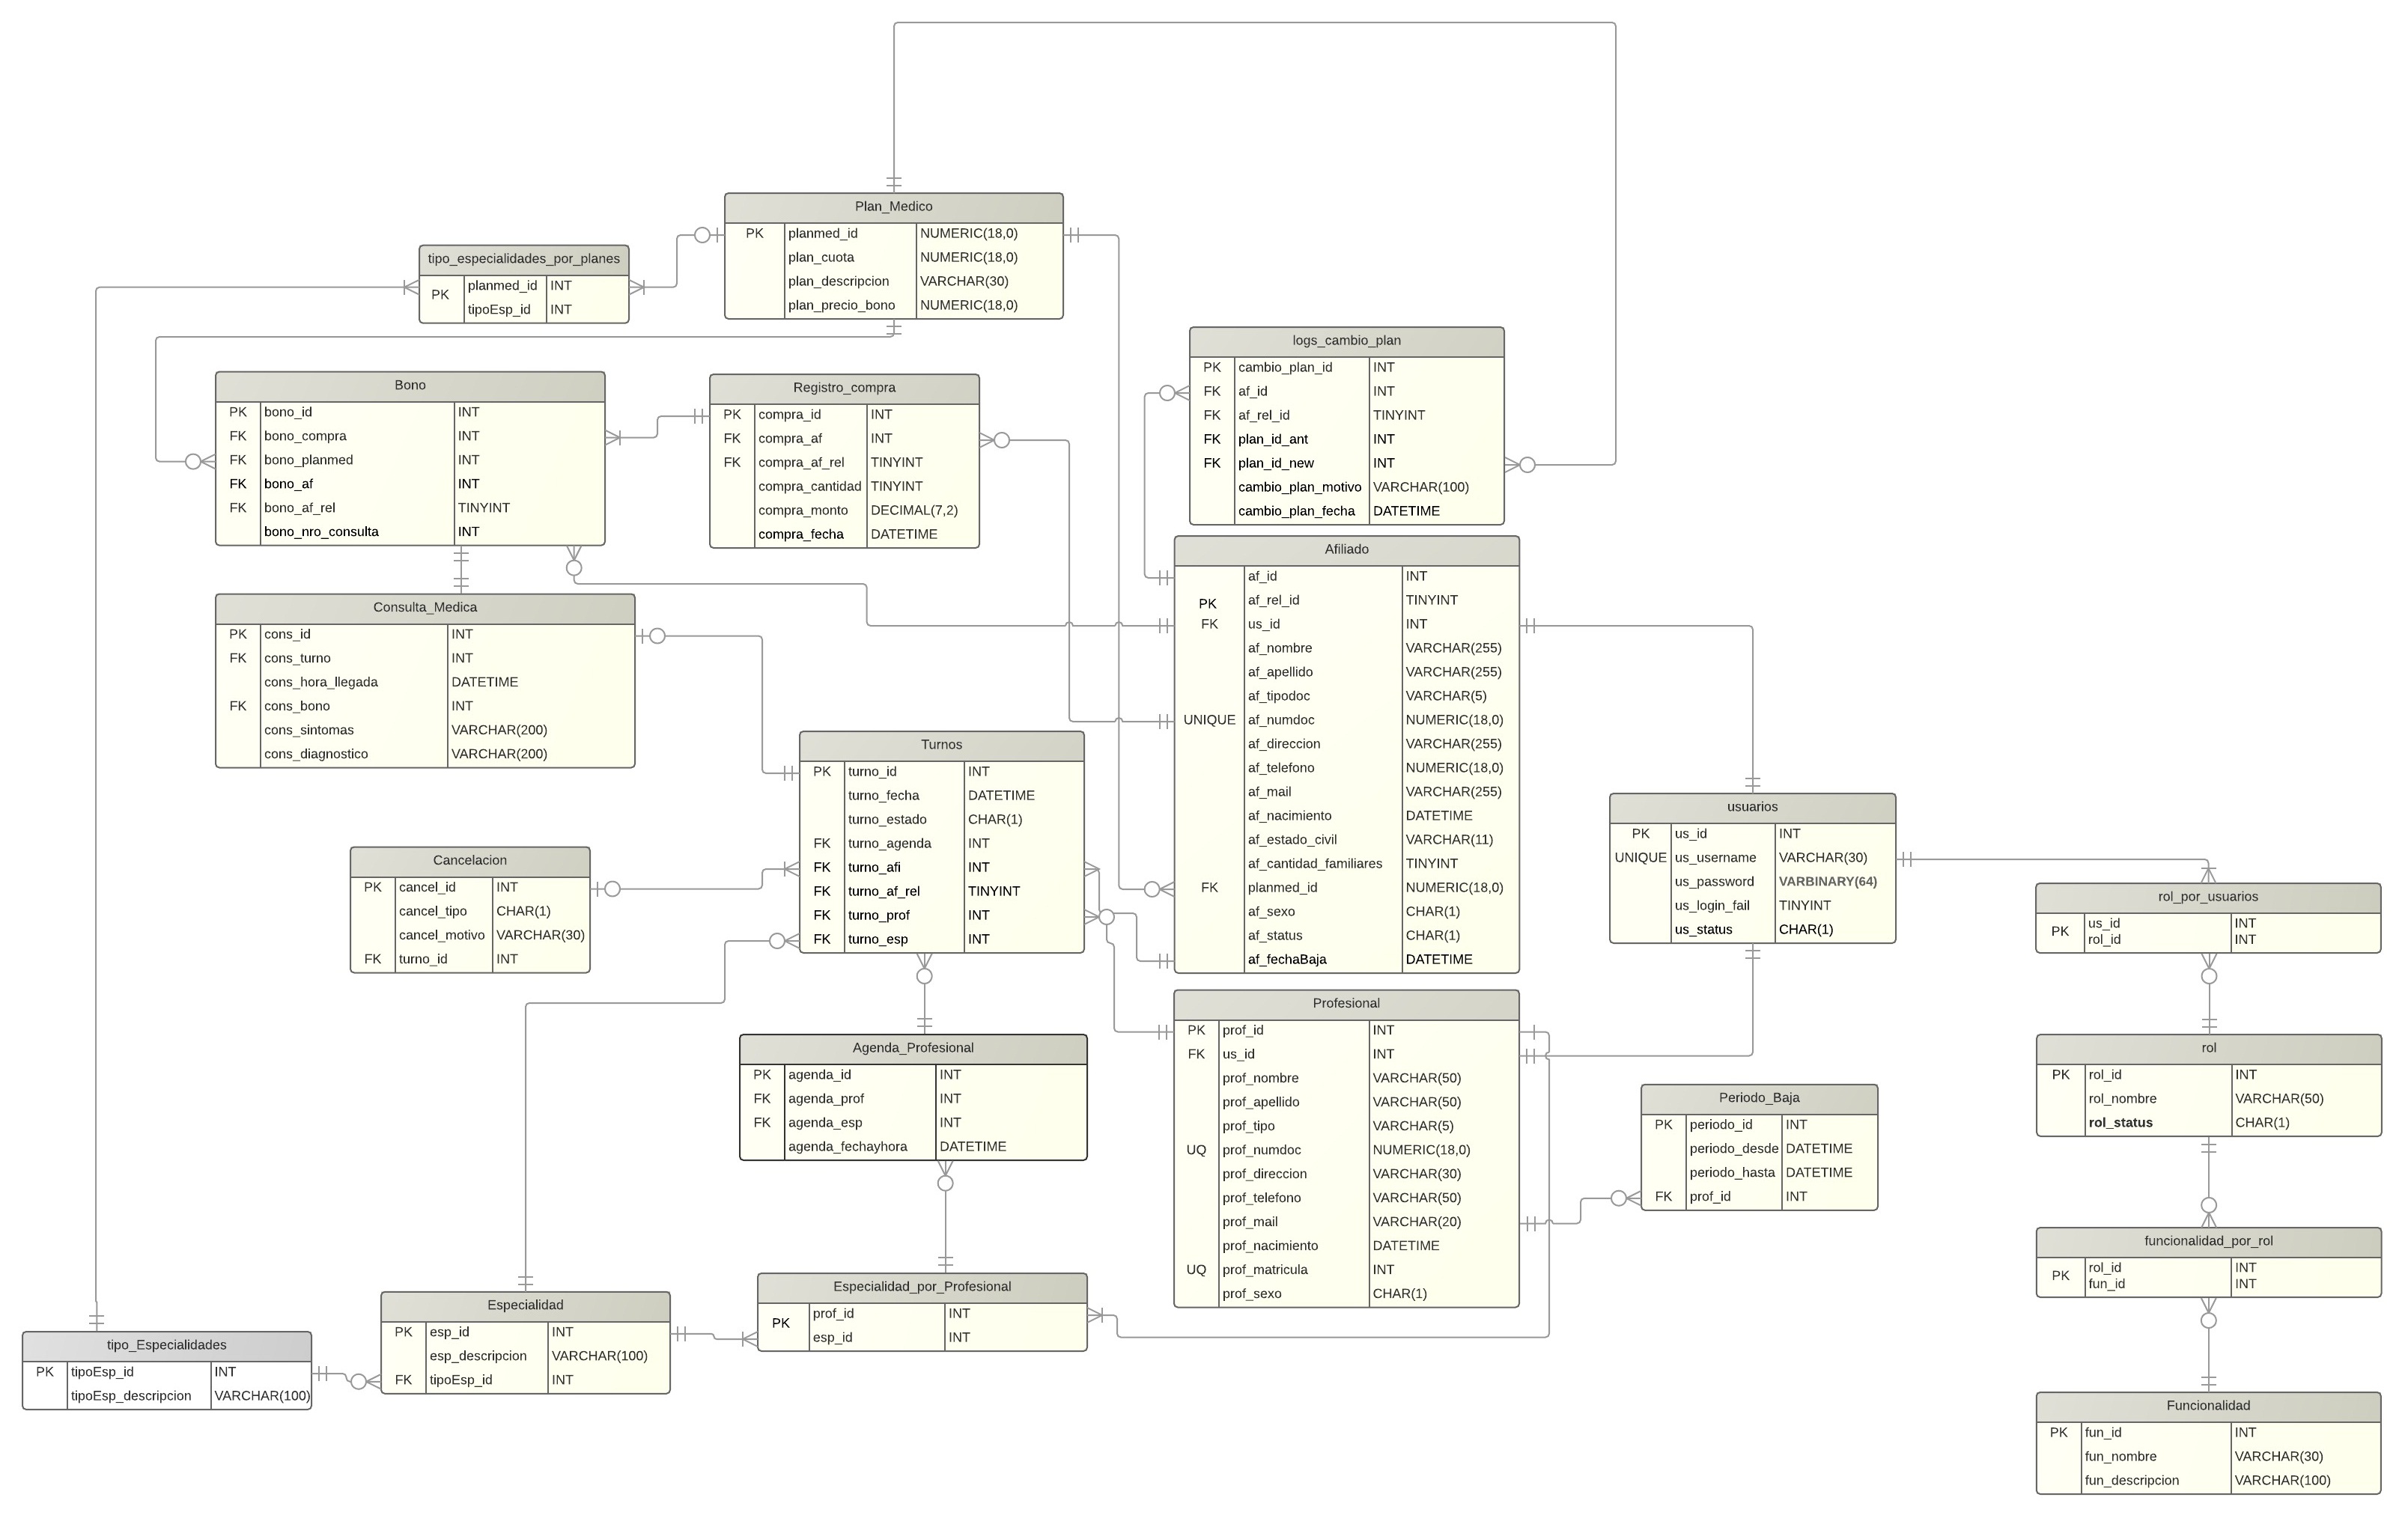 Plan_Medico
PK planmed_id NUMERIC(18,0)
plan_cuota NUMERIC(18,0)
plan_descripcion VARCHAR(30)
plan_precio_bono NUMERIC(18,0)
tipo_especialidades_por_planes
PK
planmed_id INT
tipoEsp_id INT
logs_cambio_plan
PK cambio_plan_id INT
FK af_id INT
FK af_rel_id TINYINT
FK plan_id_ant INT
FK plan_id_new INT
cambio_plan_motivo VARCHAR(100)
cambio_plan_fecha DATETIME
Bono
PK bono_id INT
FK bono_compra INT
FK bono_planmed INT
FK bono_af INT
FK bono_af_rel TINYINT
bono_nro_consulta INT
Registro_compra
PK compra_id INT
FK compra_af INT
FK compra_af_rel TINYINT
compra_cantidad TINYINT
compra_monto DECIMAL(7,2)
compra_fecha DATETIME
Afiliado
af_id INT
PK af_rel_id TINYINT
FK us_id INT
af_nombre VARCHAR(255)
af_apellido VARCHAR(255)
af_tipodoc VARCHAR(5)
UNIQUE af_numdoc NUMERIC(18,0)
af_direccion VARCHAR(255)
af_telefono NUMERIC(18,0)
af_mail VARCHAR(255)
af_nacimiento DATETIME
af_estado_civil VARCHAR(11)
af_cantidad_familiares TINYINT
FK planmed_id NUMERIC(18,0)
af_sexo CHAR(1)
af_status CHAR(1)
af_fechaBaja DATETIME
Consulta_Medica
PK cons_id INT
FK cons_turno INT
cons_hora_llegada DATETIME
FK cons_bono INT
cons_sintomas VARCHAR(200)
cons_diagnostico VARCHAR(200)
Turnos
PK turno_id INT
turno_fecha DATETIME
turno_estado CHAR(1)
FK turno_agenda INT
FK turno_afi INT
FK turno_af_rel TINYINT
FK turno_prof INT
FK turno_esp INT
usuarios
PK us_id INT
UNIQUE us_username VARCHAR(30)
us_password VARBINARY(64)
us_login_fail TINYINT
us_status CHAR(1)
Cancelacion
PK cancel_id INT
cancel_tipo CHAR(1)
cancel_motivo VARCHAR(30)
FK turno_id INT
rol_por_usuarios
PK
us_id INT
rol_id INT
Profesional
PK prof_id INT
FK us_id INT
prof_nombre VARCHAR(50)
prof_apellido VARCHAR(50)
prof_tipo VARCHAR(5)
UQ prof_numdoc NUMERIC(18,0)
prof_direccion VARCHAR(30)
prof_telefono VARCHAR(50)
prof_mail VARCHAR(20)
prof_nacimiento DATETIME
UQ prof_matricula INT
prof_sexo CHAR(1)
Agenda_Profesional
PK agenda_id INT
FK agenda_prof INT
FK agenda_esp INT
agenda_fechayhora DATETIME
rol
PK rol_id INT
rol_nombre VARCHAR(50)
rol_status CHAR(1)
Periodo_Baja
PK periodo_id INT
periodo_desde DATETIME
periodo_hasta DATETIME
FK prof_id INT
funcionalidad_por_rol
PK
rol_id INT
fun_id INT
Especialidad_por_Profesional
PK
prof_id INT
esp_id INT
Especialidad
PK esp_id INT
esp_descripcion VARCHAR(100)
FK tipoEsp_id INT
tipo_Especialidades
PK tipoEsp_id INT
tipoEsp_descripcion VARCHAR(100)
Funcionalidad
PK fun_id INT
fun_nombre VARCHAR(30)
fun_descripcion VARCHAR(100)